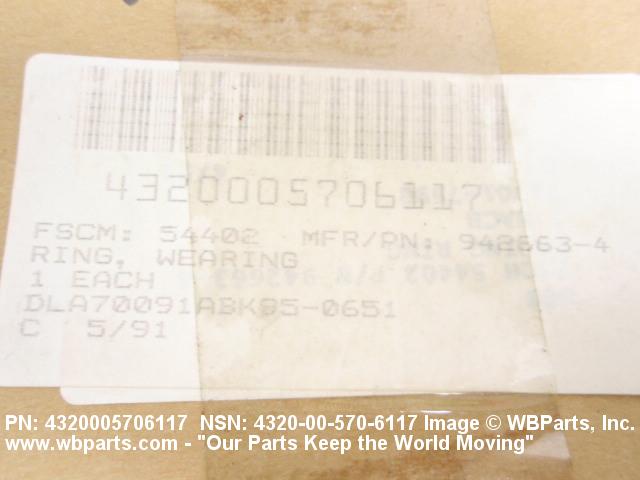 4320005706117
FSCM: 54402 MFR/PN: 942663-4
RING, WEARING
1 EACH
DLA70091ABK95-0651
C 5/91
PN: 4320005706117 NSN: 4320-00-570-6117 Image © WBParts, Inc.
www.wbparts.com - "Our Parts Keep the World Moving"